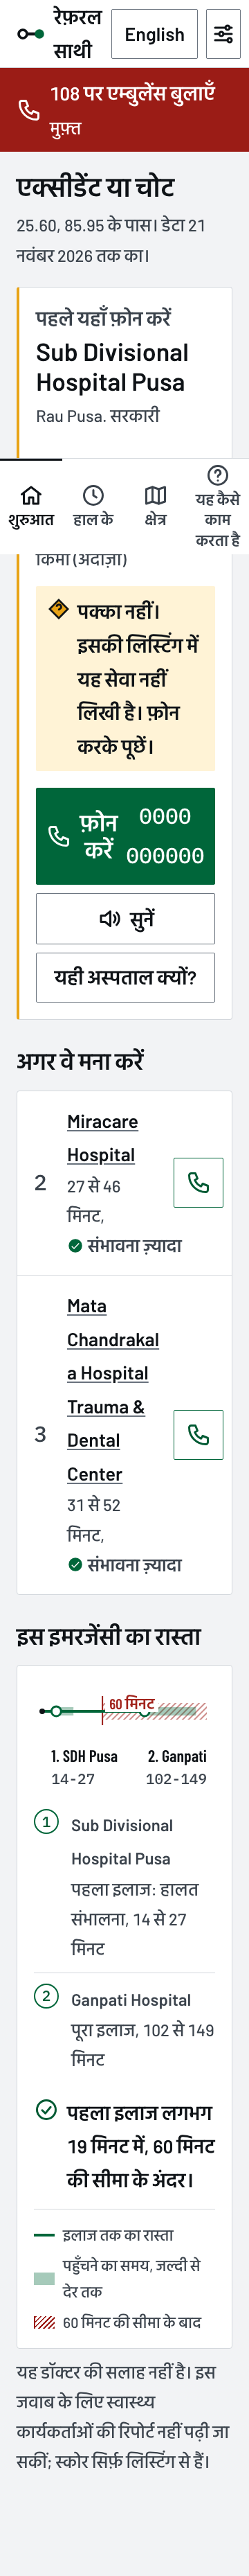 रेफ़रल
साथी
English
108 पर एम्बुलेंस बुलाएँ
मुफ़्त
एक्सीडेंट या चोट
25.60, 85.95 के पास। डेटा 21
नवंबर 2026 तक का।
पहले यहाँ फ़ोन करें
Sub Divisional
Hospital Pusa
Rau Pusa. सरकारी
शुरुआत
हाल के
क्षेत्र
यह कैसे
काम
करता है
किमी (अंदाज़ा)
पक्का नहीं।
इसकी लिस्टिंग में
यह सेवा नहीं
लिखी है। फ़ोन
करके पूछें।
फ़ोन
करें
0000
000000
सुनें
यही अस्पताल क्यों?
अगर वे मना करें
2
Miracare
Hospital
27 से 46
मिनट,
संभावना ज़्यादा
3
Mata
Chandrakal
a Hospital
Trauma &
Dental
Center
31 से 52
मिनट,
संभावना ज़्यादा
इस इमरजेंसी का रास्ता
60 मिनट
1. SDH Pusa
2. Ganpati
14-27
102-149
1
Sub Divisional
Hospital Pusa
पहला इलाज: हालत
संभालना, 14 से 27
मिनट
2
Ganpati Hospital
पूरा इलाज, 102 से 149
मिनट
पहला इलाज लगभग
19 मिनट में, 60 मिनट
की सीमा के अंदर।
इलाज तक का रास्ता
पहुँचने का समय, जल्दी से
देर तक
60 मिनट की सीमा के बाद
यह डॉक्टर की सलाह नहीं है। इस
जवाब के लिए स्वास्थ्य
कार्यकर्ताओं की रिपोर्ट नहीं पढ़ी जा
सकीं; स्कोर सिर्फ़ लिस्टिंग से हैं।